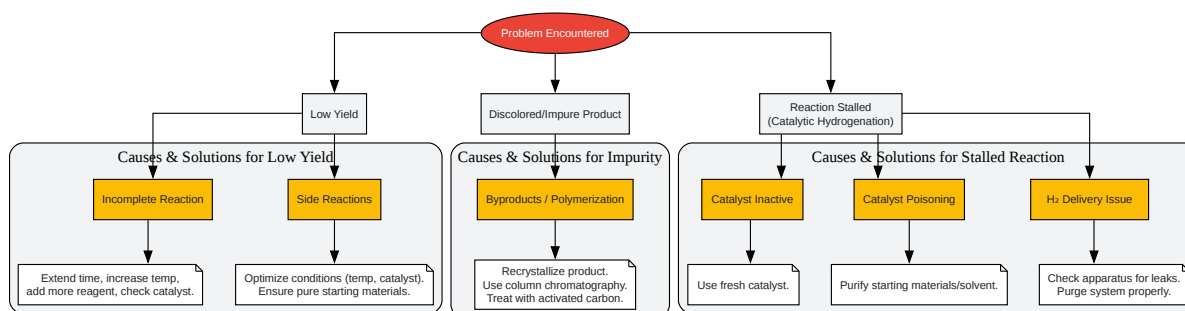 Problem Encountered
Low Yield
Discolored/Impure Product
Reaction Stalled
(Catalytic Hydrogenation)
Causes & Solutions for Low Yield
Causes & Solutions for Impurity
Causes & Solutions for Stalled Reaction
Incomplete Reaction
Side Reactions
Byproducts / Polymerization
Catalyst Inactive
Catalyst Poisoning
H₂ Delivery Issue
Extend time, increase temp,
add more reagent, check catalyst.
Optimize conditions (temp, catalyst).
Ensure pure starting materials.
Recrystallize product.
Use column chromatography.
Treat with activated carbon.
Use fresh catalyst.
Purify starting materials/solvent.
Check apparatus for leaks.
Purge system properly.